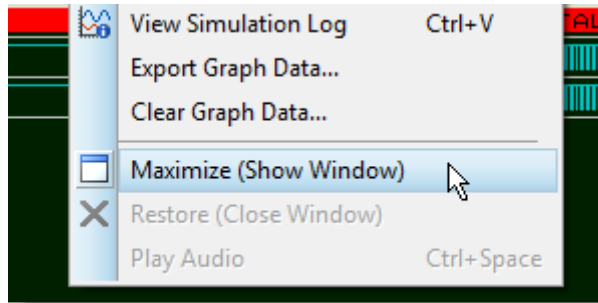 View Simulation Log Ctrl+V
Export Graph Data...
Clear Graph Data...
Maximize (Show Window)
Restore (Close Window)
Play Audio Ctrl+Space